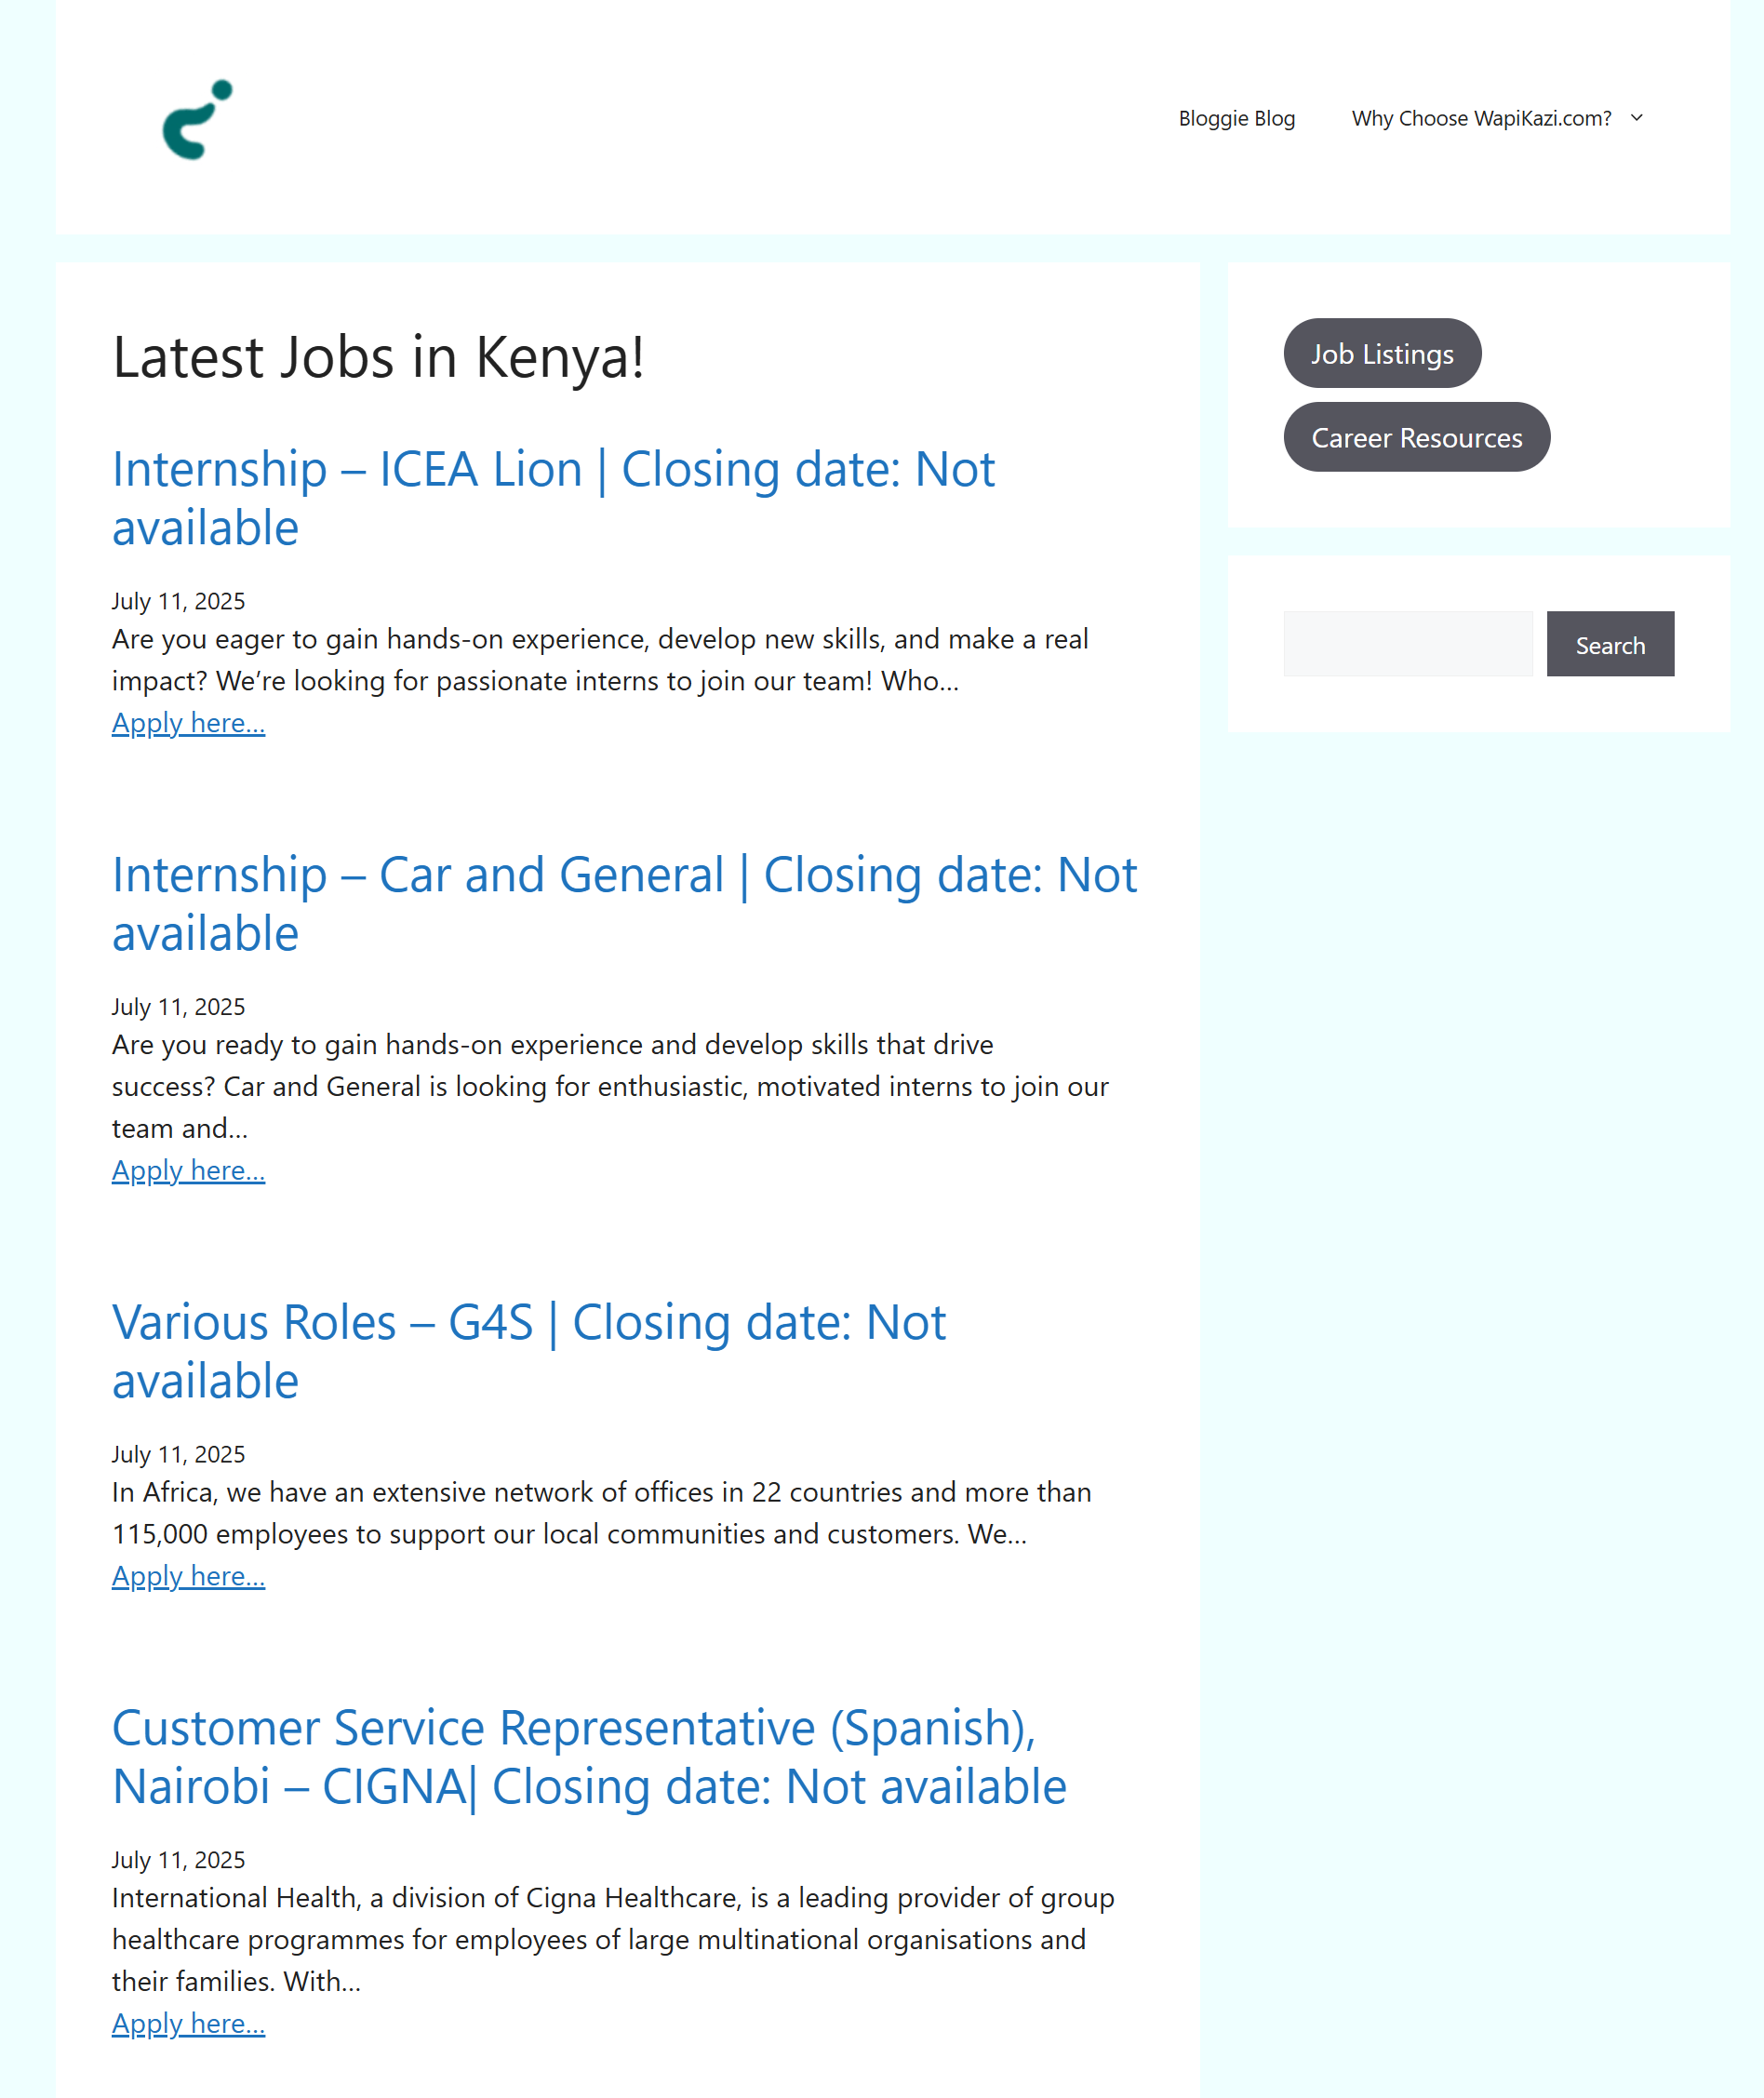 Bloggie Blog
Why Choose WapiKazi.com?
Latest Jobs in Kenya!
Internship – ICEA Lion | Closing date: Not
available
July 11, 2025
Are you eager to gain hands-on experience, develop new skills, and make a real
impact? We’re looking for passionate interns to join our team! Who…
Apply here...
Internship – Car and General | Closing date: Not
available
July 11, 2025
Are you ready to gain hands-on experience and develop skills that drive
success? Car and General is looking for enthusiastic, motivated interns to join our
team and…
Apply here...
Various Roles – G4S | Closing date: Not
available
July 11, 2025
In Africa, we have an extensive network of offices in 22 countries and more than
115,000 employees to support our local communities and customers. We…
Apply here...
Customer Service Representative (Spanish),
Nairobi – CIGNA| Closing date: Not available
July 11, 2025
International Health, a division of Cigna Healthcare, is a leading provider of group
healthcare programmes for employees of large multinational organisations and
their families. With…
Apply here...
Job Listings
Career Resources
Search